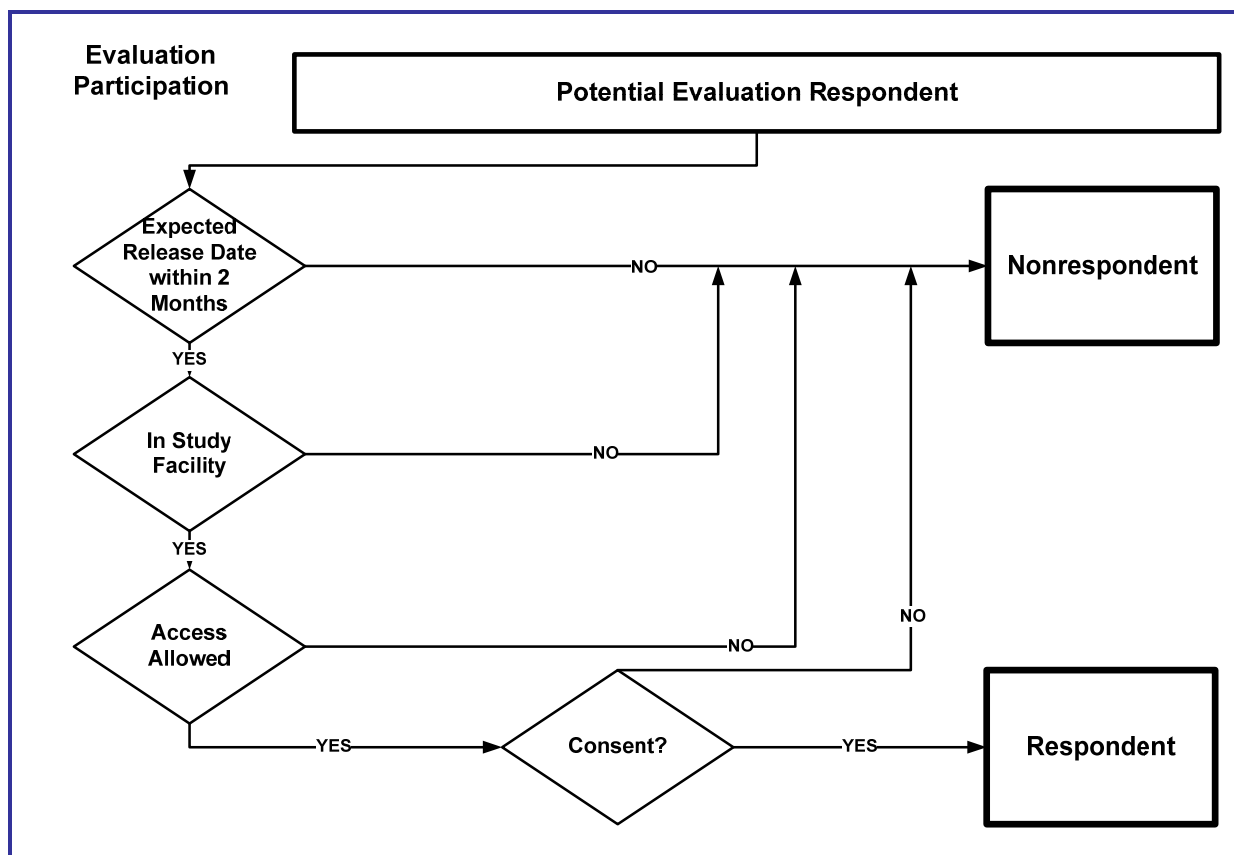 Evaluation
Participation
Potential Evaluation Respondent
Expected
Release Date
within 2
Months
NO
Nonrespondent
YES
In Study
Facility
NO
YES
Access
Allowed
NO
NO
YES
Consent?
YES
Respondent